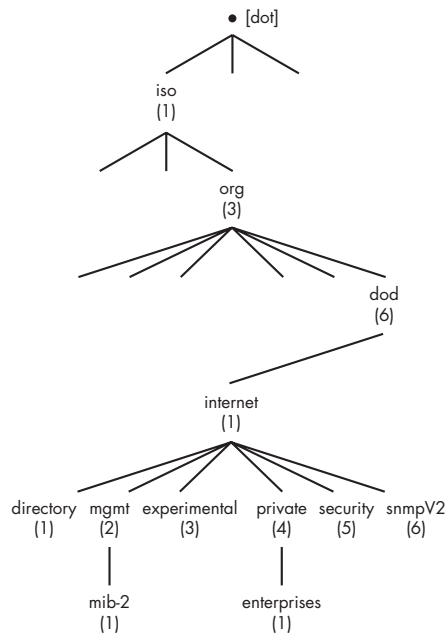 [dot]
iso
(1)
org
(3)
dod
(6)
internet
(1)
directory mgmt experimental private security snmpV2
(1) (2) (3) (4) (5) (6)
mib-2 enterprises
(1) (1)